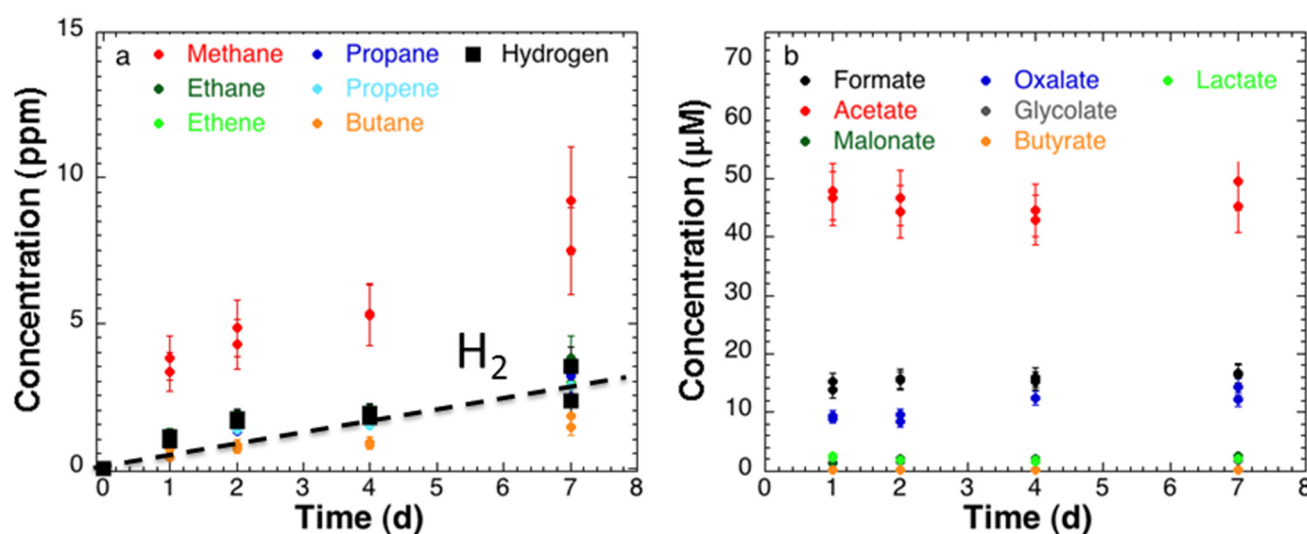 15
10
5
0
Concentration (ppm)
a
Methane Propane Hydrogen
Ethane Propene
Ethene Butane
H2
0 1 2 3 4 5 6 7 8
Time (d)
70
60
50
40
30
20
10
0
Concentration (μM)
b
Formate Oxalate Lactate
Acetate Glycolate
Malonate Butyrate
0 1 2 3 4 5 6 7 8
Time (d)